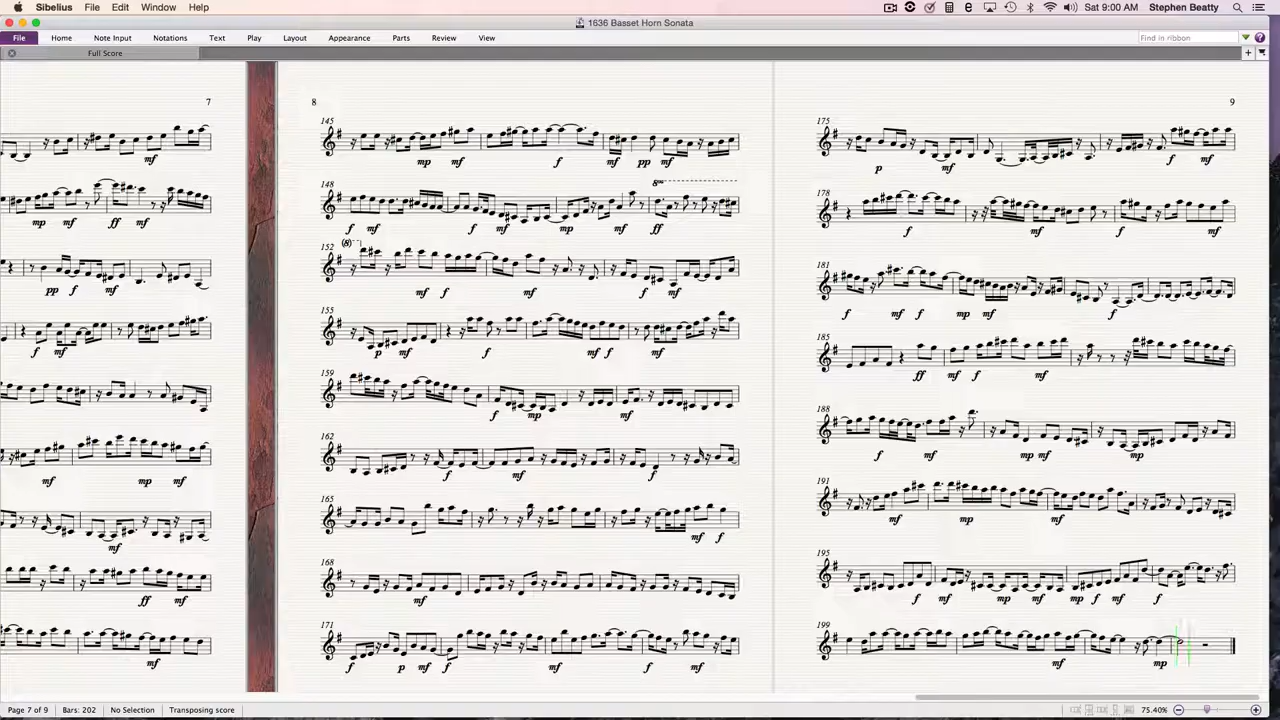 Sibelius File Edit Window Help Sat 9:00 AM Stephen Beatty
1636 Basset Horn Sonata
File Home Note Input Notations Text Play Layout Appearance Parts Review View Find in ribbon
Full Score
7
mf
mp mf ff mf
pp f mf
f mf
mf mp mf
mf
ff mf
mf
8
145
mp mf f mf pp mf
148
8va
f mf f mf mp mf ff
152
(8)
mf f mf f mf
155
p mf f mf f mf
159
f mp mf
162
f mf f
165
mf f
168
mf
171
f p mf f mf f mf
9
175
p mf f mf
178
f f mf
181
f mf f mp mf f
185
ff mf f mf
188
f mf mp mf mp
191
mf mp mf
195
f mf mp mf mp f mf f
199
mf mp
Page 7 of 9 Bars: 202 No Selection Transposing score 75.40%